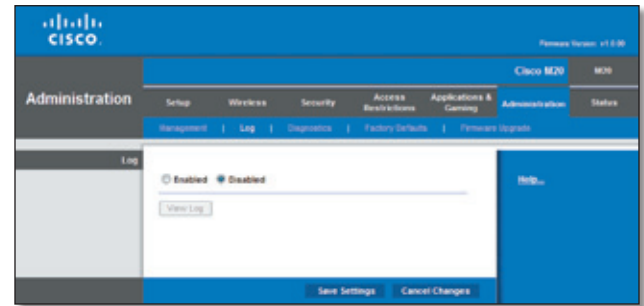 CISCO.
Firmware Version: v1.0.00
Cisco M20 M20
Administration
Setup Wireless Security Access Restrictions Applications & Gaming Administration Status
Management | Log | Diagnostics | Factory Defaults | Firmware Upgrade
Log
Enabled Disabled
Help...
View Log
Save Settings Cancel Changes